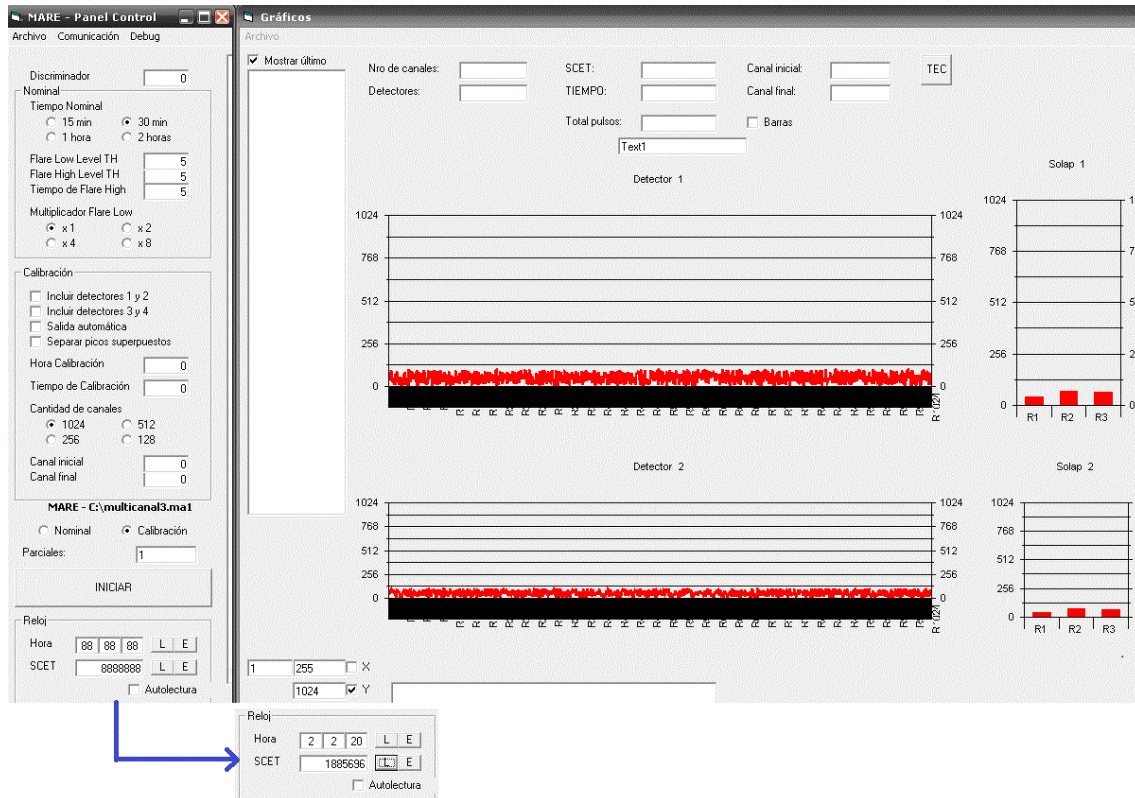 MARE - Panel Control
Archivo Comunicación Debug
Discriminador 0
Nominal
Tiempo Nominal
15 min 30 min
1 hora 2 horas
Flare Low Level TH 5
Flare High Level TH 5
Tiempo de Flare High 5
Multiplicador Flare Low
x 1 x 2
x 4 x 8
Calibración
Incluir detectores 1 y 2
Incluir detectores 3 y 4
Salida automática
Separar picos superpuestos
Hora Calibración 0
Tiempo de Calibración 0
Cantidad de canales
1024 512
256 128
Canal inicial 0
Canal final 0
MARE - C:\multicanal3.ma1
Nominal Calibración
Parciales: 1
INICIAR
Reloj
Hora 88 88 88 L E
SCET 8888888 L E
Autolectura
Gráficos
Archivo
Mostrar último
Nro de canales: SCET: Canal inicial: TEC
Detectores: TIEMPO: Canal final:
Total pulsos: Barras
Text1
Detector 1
1024 1024
768 768
512 512
256 256
0 0
R1024
Solap 1
1024
768
512
256
0 0
R1 R2 R3
Detector 2
1024 1024
768 768
512 512
256 256
0 0
R1024
Solap 2
1024
768
512
256
0
R1 R2 R3
1 255 X
1024 Y
Reloj
Hora 2 2 20 L E
SCET 1885696 L E
Autolectura